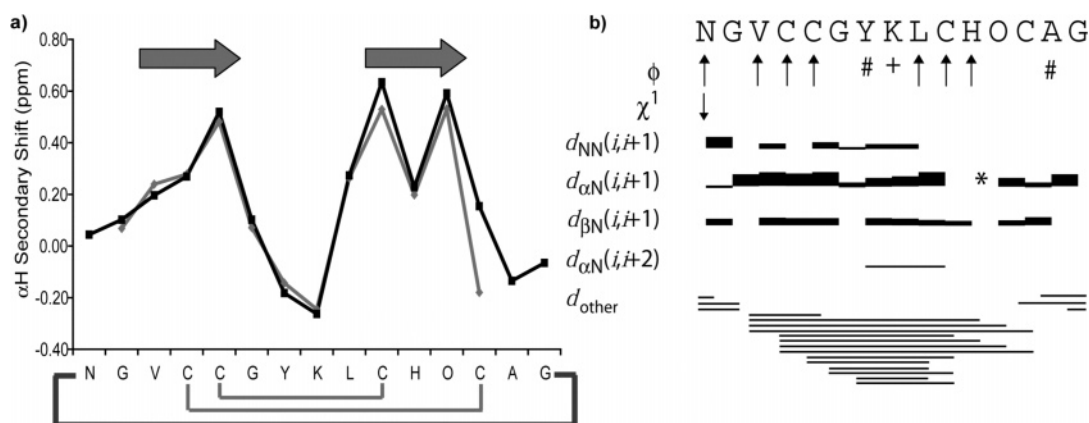 a)
αH Secondary Shift (ppm)
0.80
0.60
0.40
0.20
0.00
-0.20
-0.40
N G V C C G Y K L C H O C A G
b)
N G V C C G Y K L C H O C A G
ϕ # + #
χ¹
dNN(i,i+1)
dαN(i,i+1) *
dβN(i,i+1)
dαN(i,i+2)
dother